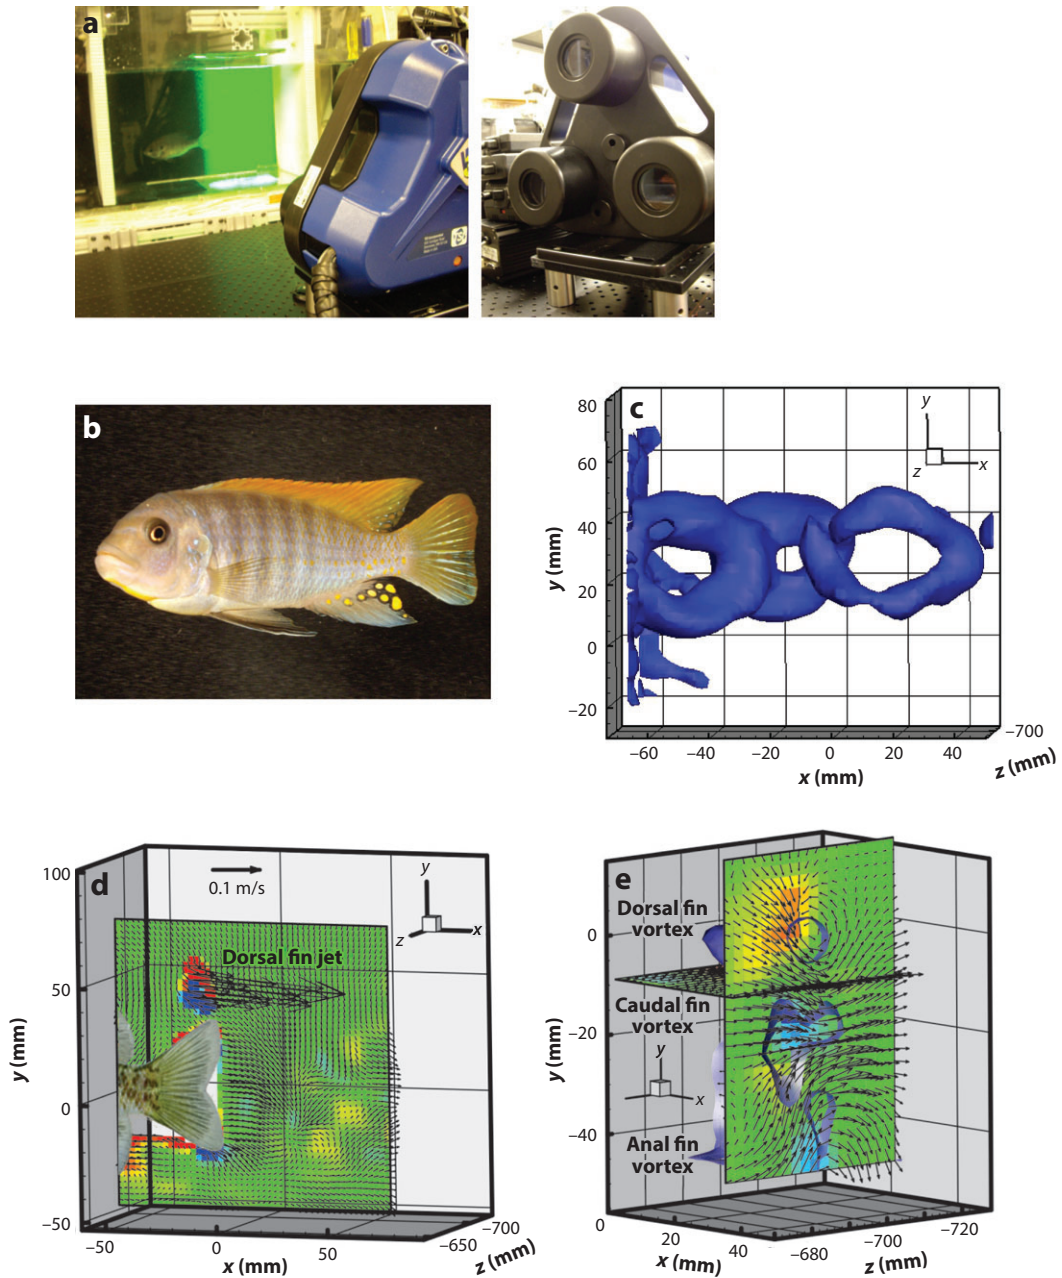 a
b
c
80
60
40
20
0
−20
y (mm)
−60
−40
−20
0
20
40
x (mm)
−700
z (mm)
y
z
x
d
100
50
0
−50
y (mm)
0.1 m/s
Dorsal fin jet
y
z
x
−50
0
50
x (mm)
−700
−650
z (mm)
e
Dorsal fin
vortex
Caudal fin
vortex
Anal fin
vortex
y
x
0
−20
−40
y (mm)
0
20
40
x (mm)
−680
−700
−720
z (mm)